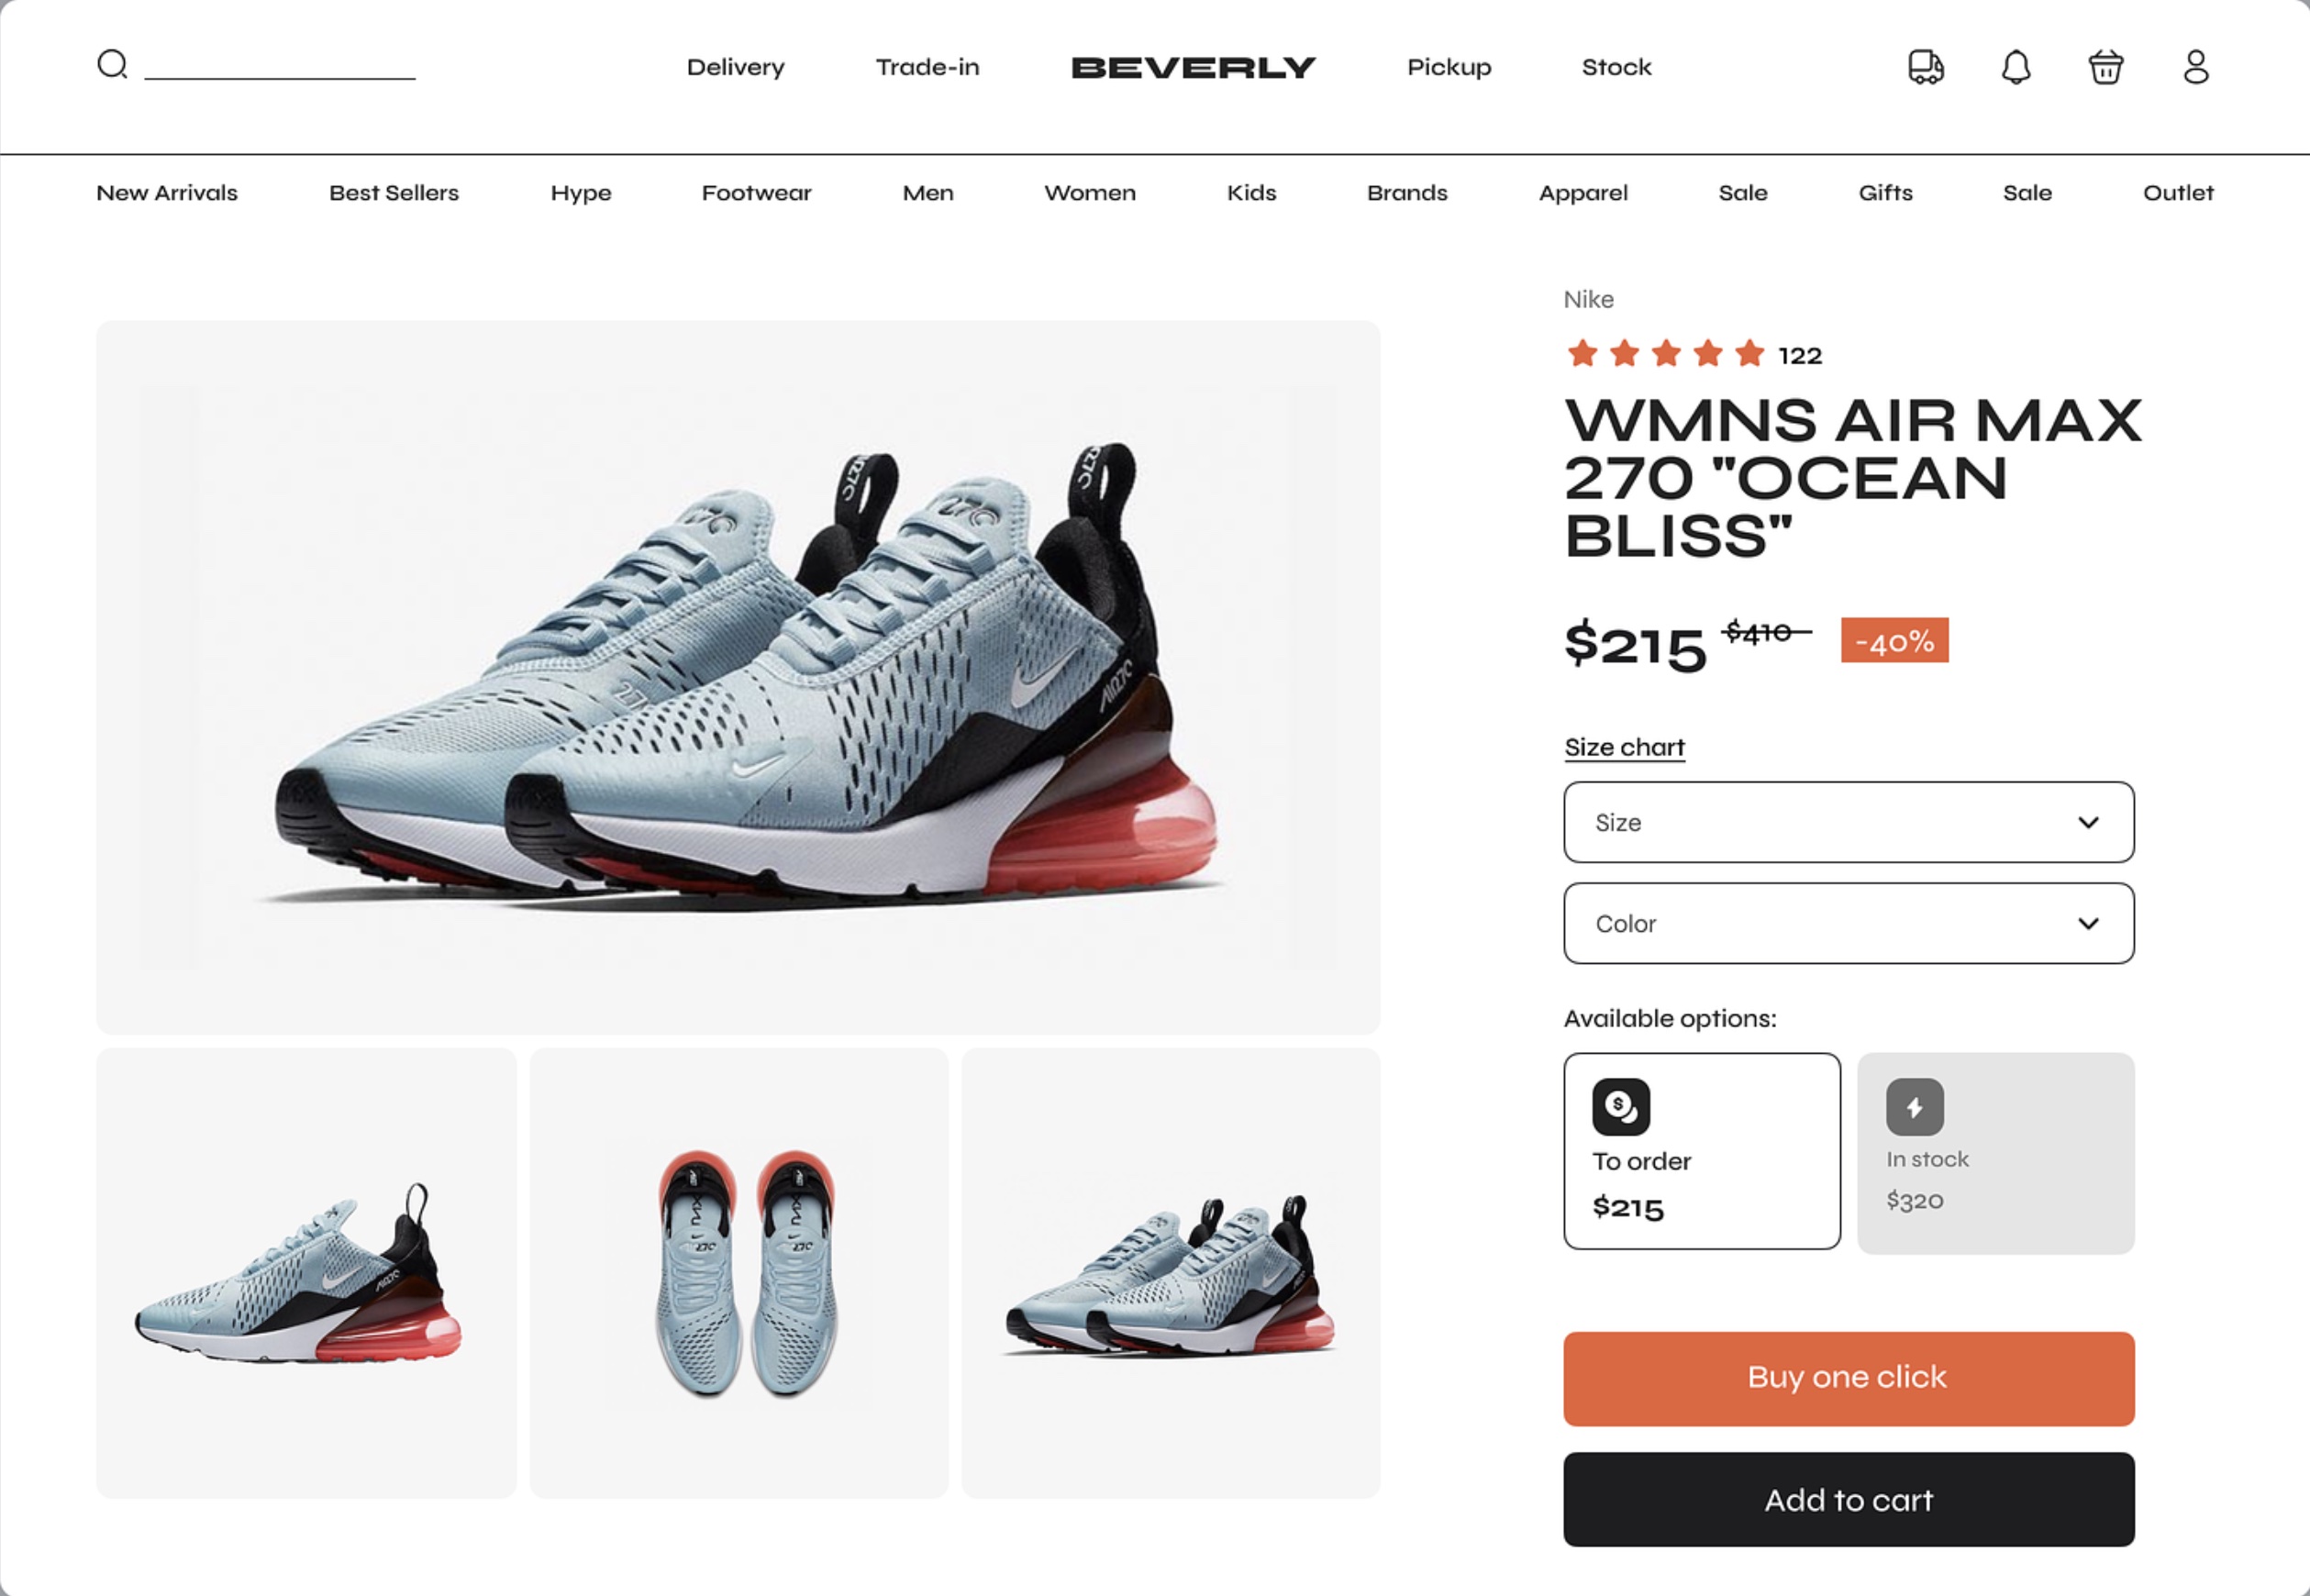 Delivery Trade-in BEVERLY Pickup Stock
New Arrivals Best Sellers Hype Footwear Men Women Kids Brands Apparel Sale Gifts Sale Outlet
Nike
122
WMNS AIR MAX
270 "OCEAN
BLISS"
$215 $410 -40%
Size chart
Size
Color
Available options:
To order
$215
In stock
$320
Buy one click
Add to cart